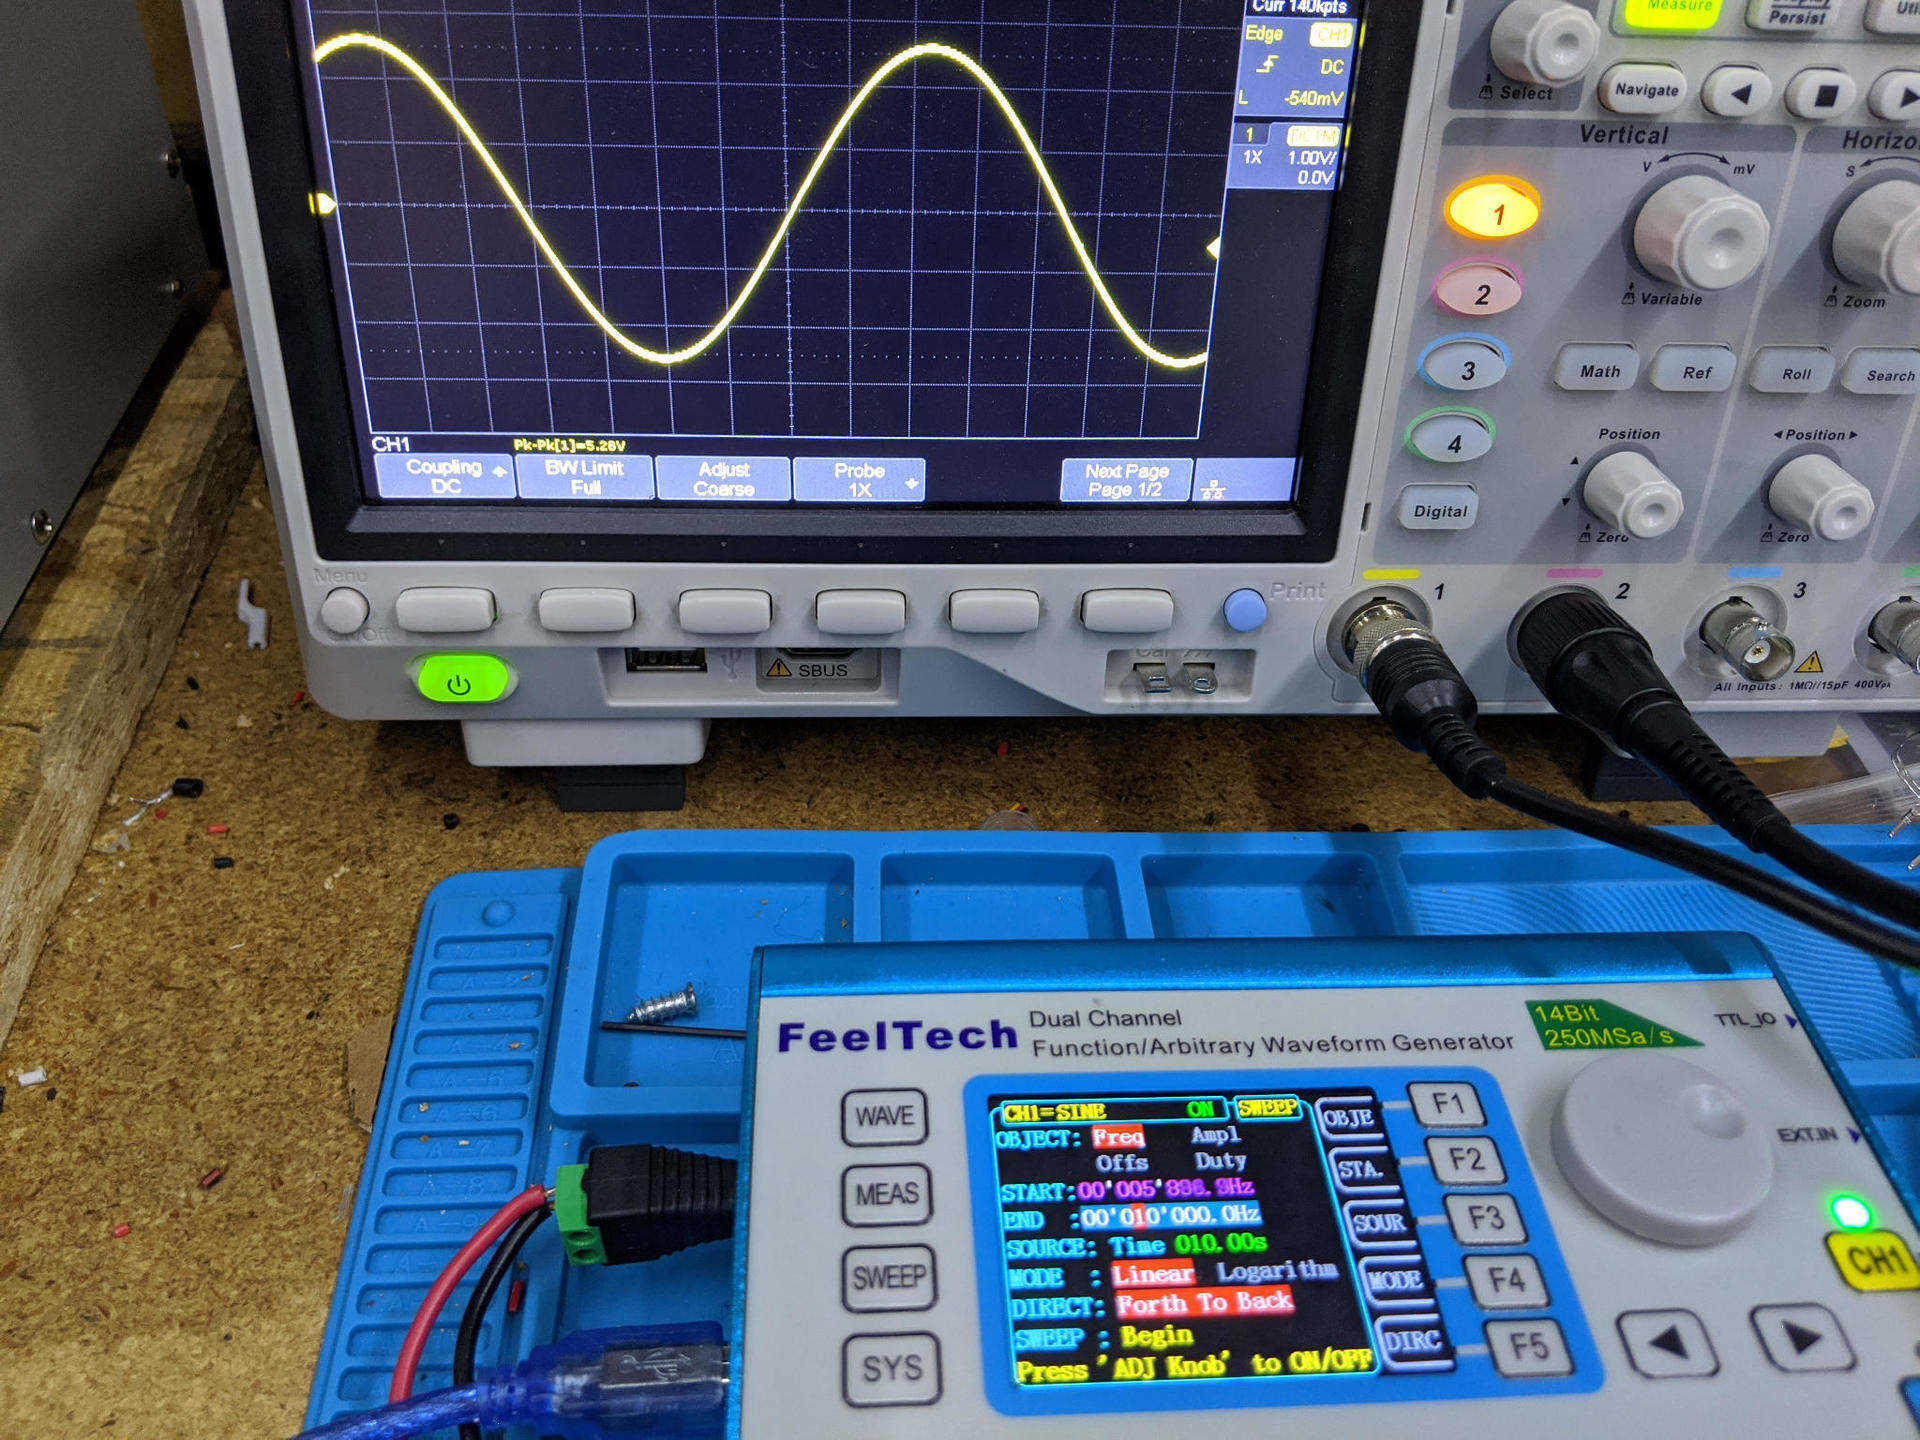 Curr 140kpts
Edge CH1
DC
L -540mV
1 DC1M
1X 1.00V/
0.0V
CH1 Pk-Pk[1]=5.28V
Coupling
DC
BW Limit
Full
Adjust
Coarse
Probe
1X
Next Page
Page 1/2
Measure
Display
Persist
Select
Navigate
Vertical
V mV
S
Variable
Zoom
1
2
3
4
Math
Ref
Roll
Search
Position
Position
Digital
Zero
Zero
Menu
On/Off
Print
SBUS
1
2
3
All Inputs: 1MΩ//15pF 400Vpk
FeelTech
Dual Channel
Function/Arbitrary Waveform Generator
14Bit
250MSa/s
TTL_IO
EXT.IN
WAVE
MEAS
SWEEP
SYS
CH1=SINE ON SWEEP
OBJECT: Freq Ampl
Offs Duty
START:
END :00'010'000.0Hz
SOURCE: Time 010.00s
MODE : Linear Logarithm
DIRECT: Forth To Back
SWEEP : Begin
Press 'ADJ Knob' to ON/OFF
OBJE
STA.
SOUR
MODE
DIRC
F1
F2
F3
F4
F5
CH1